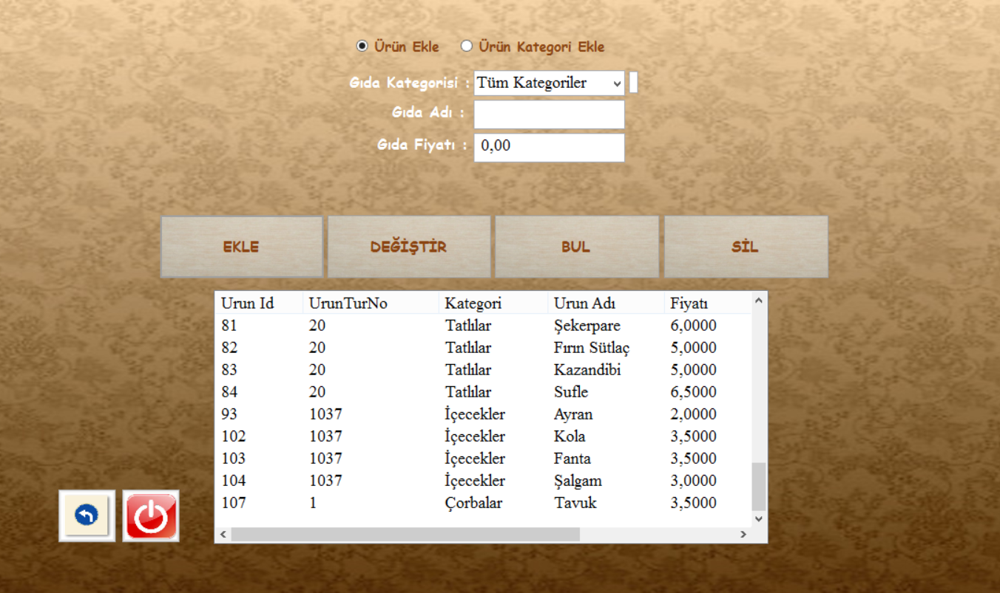 Ürün Ekle Ürün Kategori Ekle
Gıda Kategorisi : Tüm Kategoriler
Gıda Adı :
Gıda Fiyatı : 0,00
EKLE DEĞİŞTİR BUL SİL
Urun Id UrunTurNo Kategori Urun Adı Fiyatı
81 20 Tatlılar Şekerpare 6,0000
82 20 Tatlılar Fırın Sütlaç 5,0000
83 20 Tatlılar Kazandibi 5,0000
84 20 Tatlılar Sufle 6,5000
93 1037 İçecekler Ayran 2,0000
102 1037 İçecekler Kola 3,5000
103 1037 İçecekler Fanta 3,5000
104 1037 İçecekler Şalgam 3,0000
107 1 Çorbalar Tavuk 3,5000